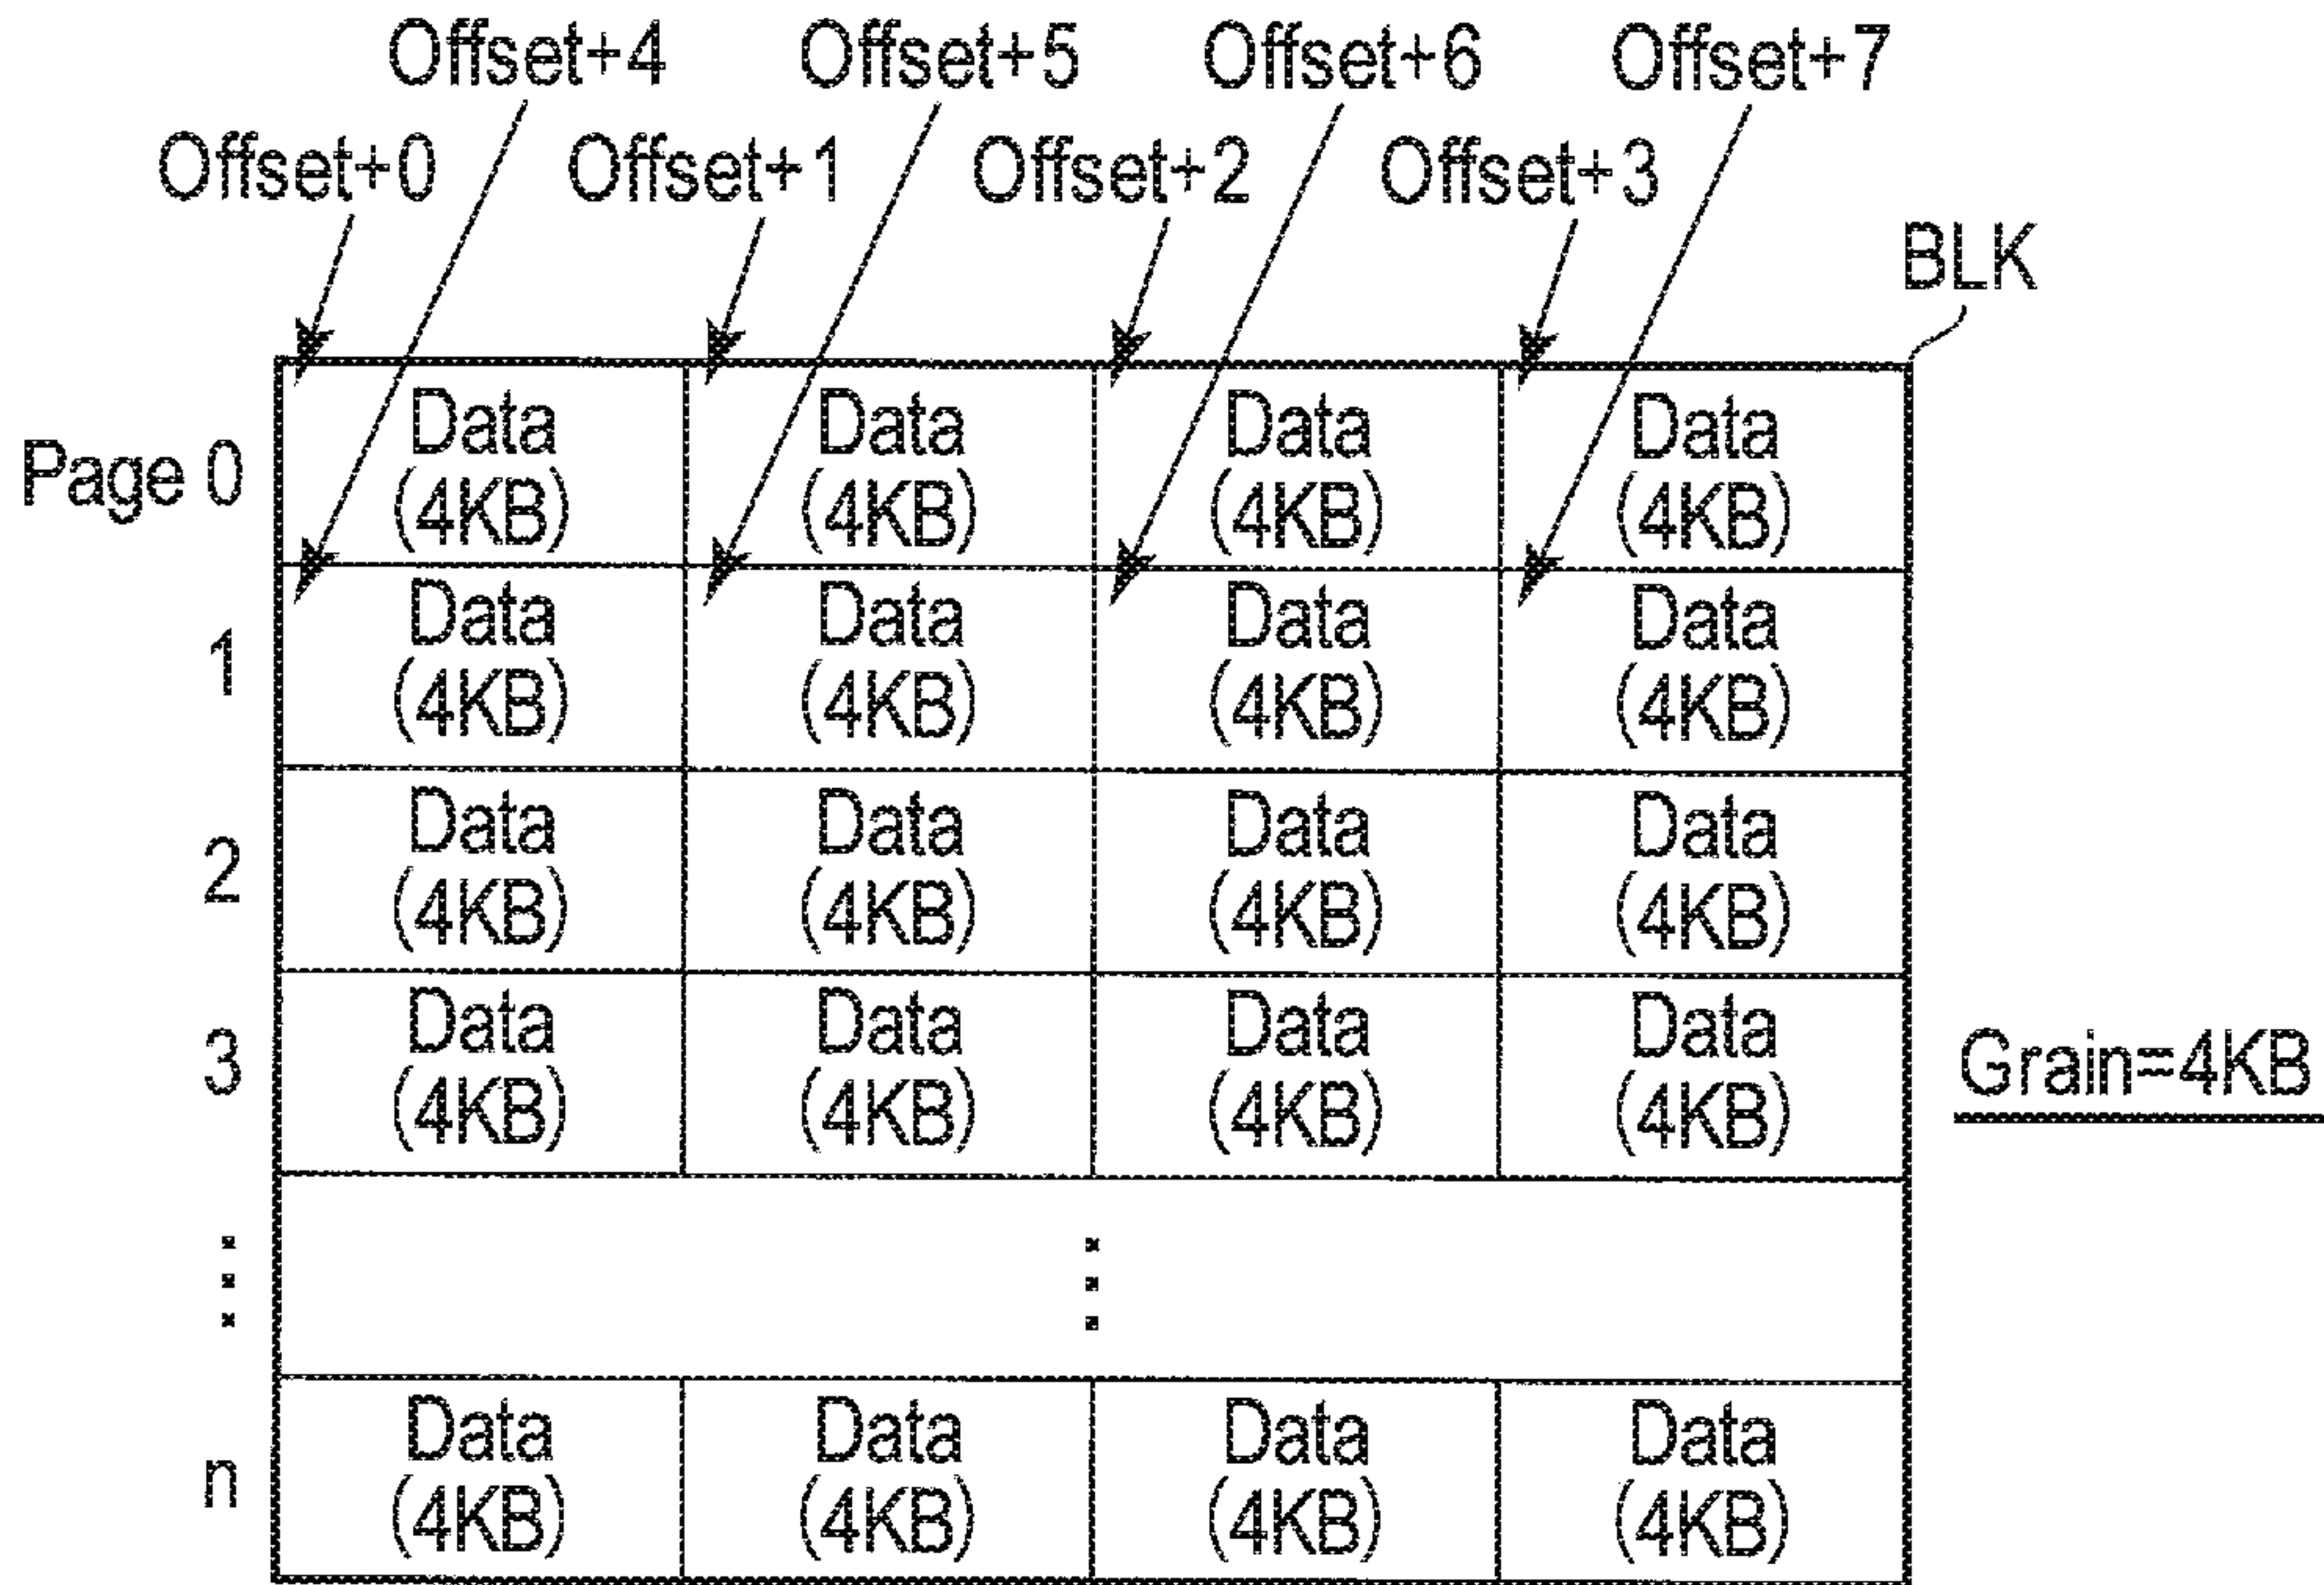 Offset+4 Offset+5 Offset+6 Offset+7
Offset+0 Offset+1 Offset+2 Offset+3
BLK
Data Data Data Data
Page 0
(4KB) (4KB) (4KB) (4KB)
Data Data Data Data
1
(4KB) (4KB) (4KB) (4KB)
Data Data Data Data
2
(4KB) (4KB) (4KB) (4KB)
Data Data Data Data
3
Grain=4KB
(4KB) (4KB) (4KB) (4KB)
Data Data Data Data
n
(4KB) (4KB) (4KB) (4KB)